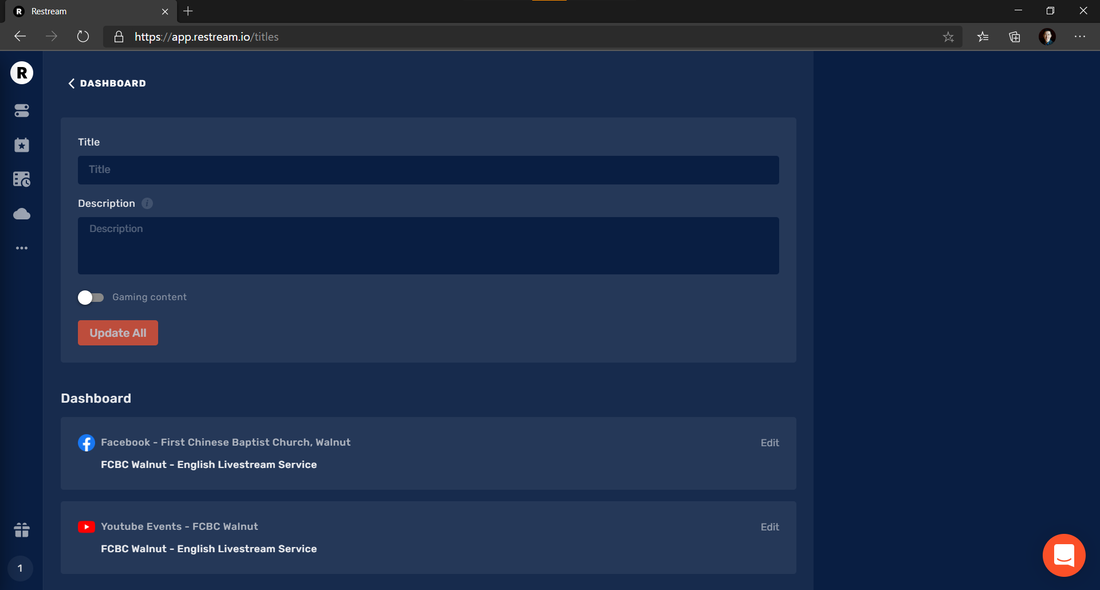 R Restream
https://app.restream.io/titles
R
DASHBOARD
Title
Title
Description i
Description
Gaming content
Update All
Dashboard
Facebook - First Chinese Baptist Church, Walnut Edit
FCBC Walnut - English Livestream Service
Youtube Events - FCBC Walnut Edit
FCBC Walnut - English Livestream Service
1